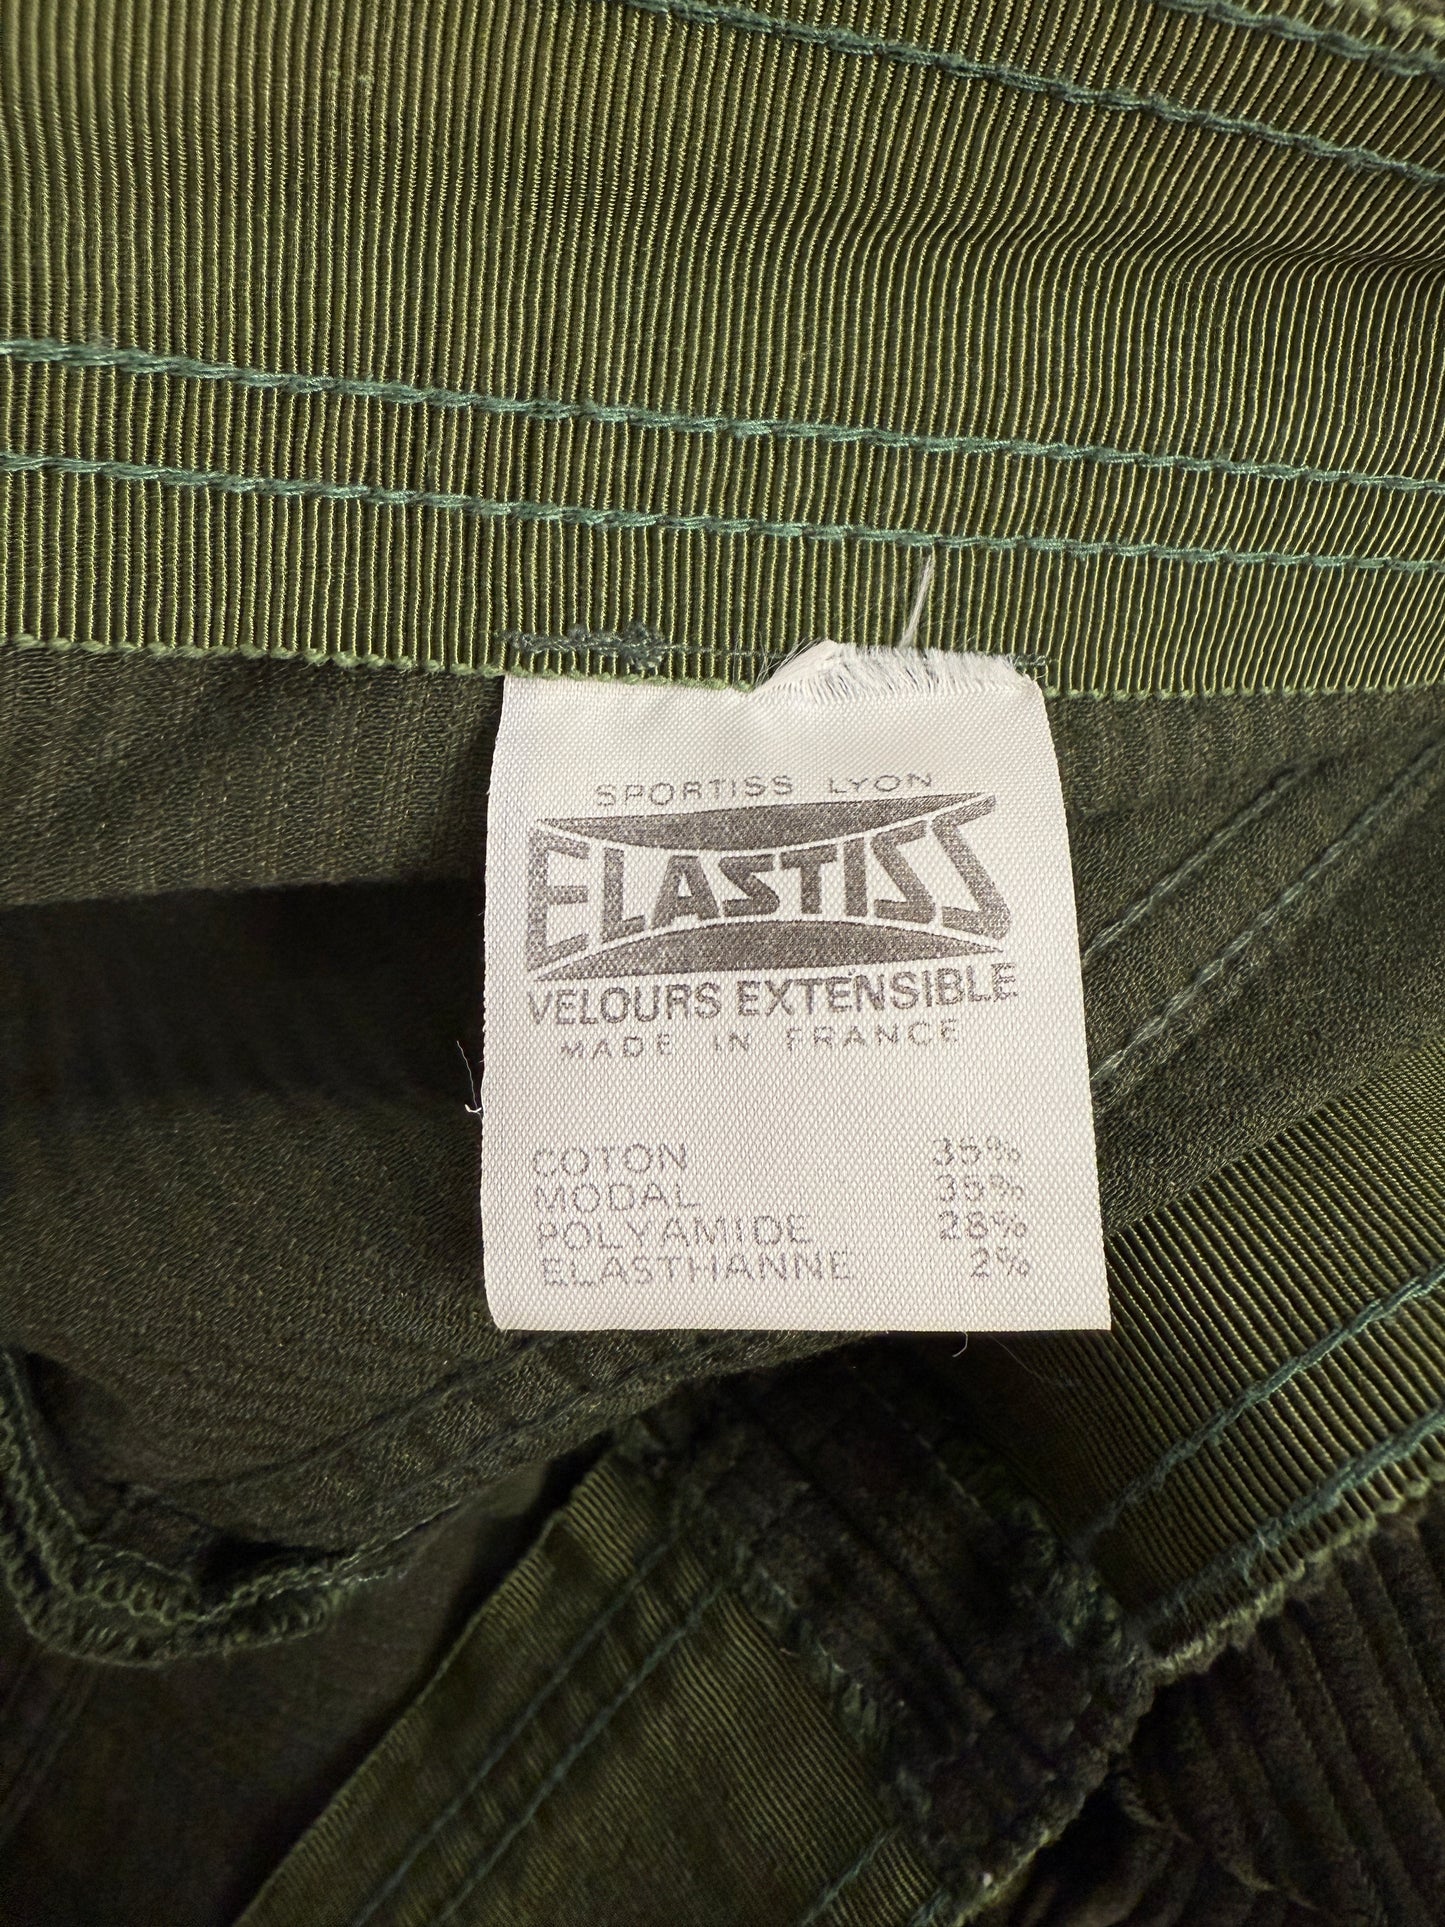 SPORTISS LYON
ELASTISS
VELOURS EXTENSIBLE
MADE IN FRANCE
COTON 35%
MODAL 35%
POLYAMIDE 28%
ELASTHANNE 2%